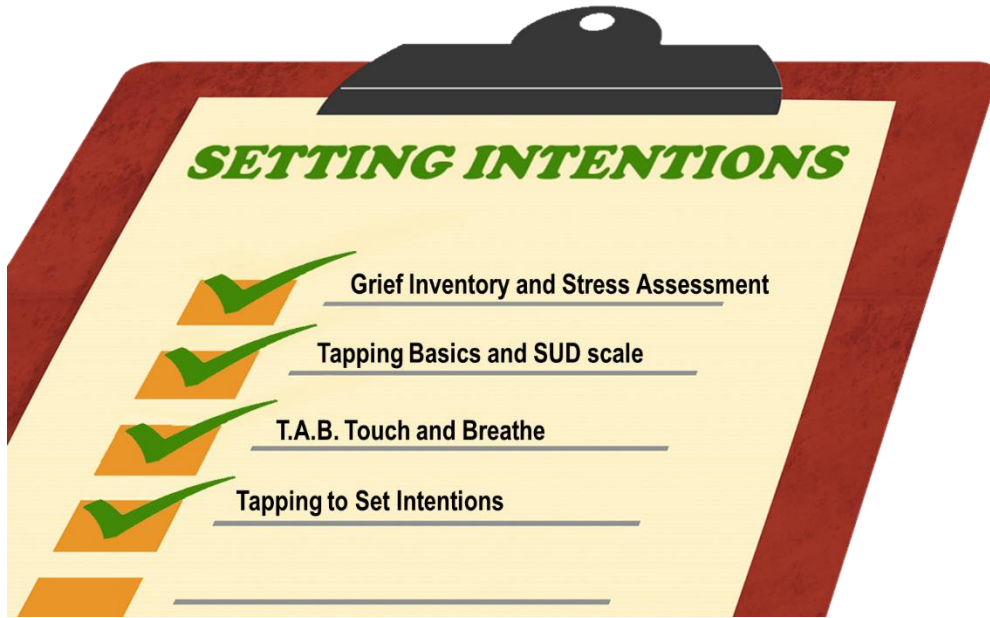 SETTING INTENTIONS
Grief Inventory and Stress Assessment
Tapping Basics and SUD scale
T.A.B. Touch and Breathe
Tapping to Set Intentions